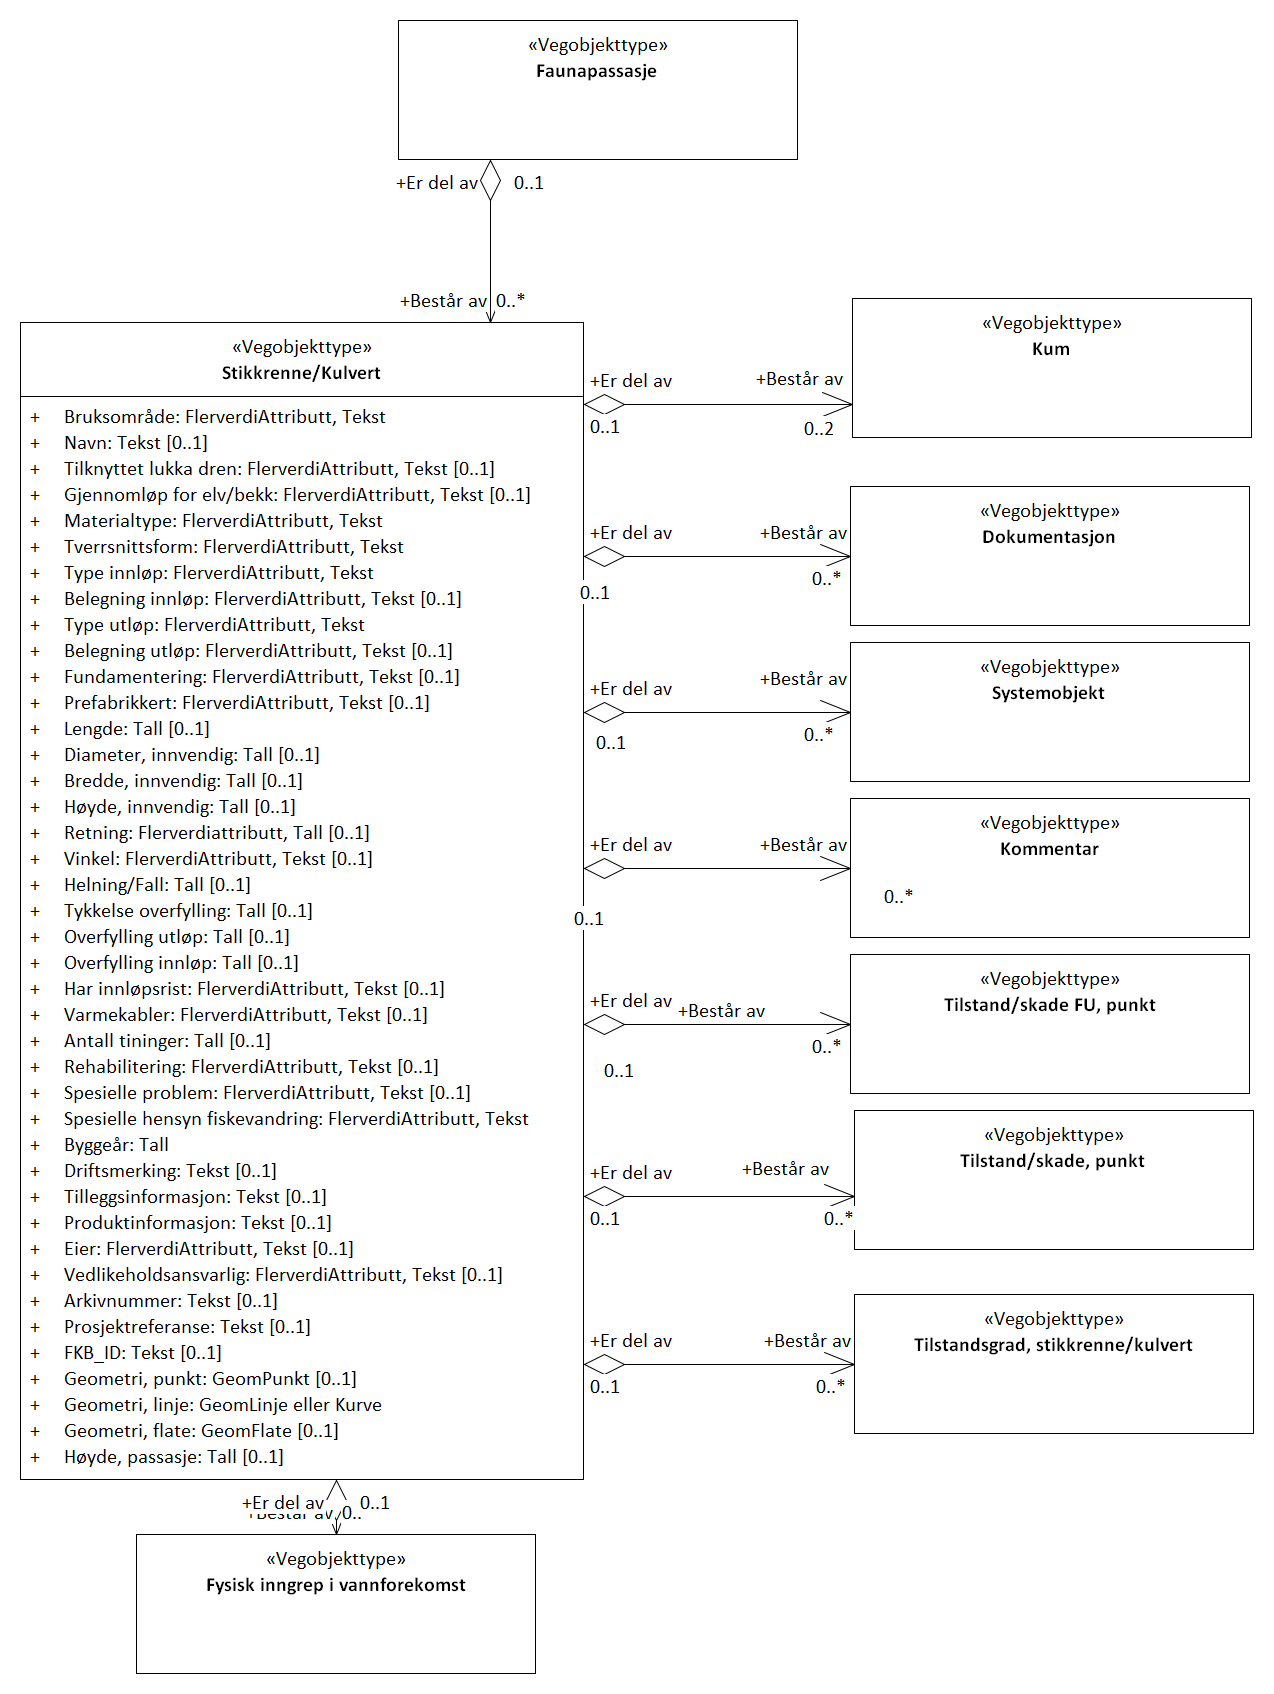 «Vegobjekttype»
Faunapassasje
+Er del av
0..1
+Består av
0..*
«Vegobjekttype»
Stikkrenne/Kulvert
+ Bruksområde: FlerverdiAttributt, Tekst
+ Navn: Tekst [0..1]
+ Tilknyttet lukka dren: FlerverdiAttributt, Tekst [0..1]
+ Gjennomløp for elv/bekk: FlerverdiAttributt, Tekst [0..1]
+ Materialtype: FlerverdiAttributt, Tekst
+ Tverrsnittsform: FlerverdiAttributt, Tekst
+ Type innløp: FlerverdiAttributt, Tekst
+ Belegning innløp: FlerverdiAttributt, Tekst [0..1]
+ Type utløp: FlerverdiAttributt, Tekst
+ Belegning utløp: FlerverdiAttributt, Tekst [0..1]
+ Fundamentering: FlerverdiAttributt, Tekst [0..1]
+ Prefabrikkert: FlerverdiAttributt, Tekst [0..1]
+ Lengde: Tall [0..1]
+ Diameter, innvendig: Tall [0..1]
+ Bredde, innvendig: Tall [0..1]
+ Høyde, innvendig: Tall [0..1]
+ Retning: Flerverdiattributt, Tall [0..1]
+ Vinkel: FlerverdiAttributt, Tekst [0..1]
+ Helning/Fall: Tall [0..1]
+ Tykkelse overfylling: Tall [0..1]
+ Overfylling utløp: Tall [0..1]
+ Overfylling innløp: Tall [0..1]
+ Har innløpsrist: FlerverdiAttributt, Tekst [0..1]
+ Varmekabler: FlerverdiAttributt, Tekst [0..1]
+ Antall tininger: Tall [0..1]
+ Rehabilitering: FlerverdiAttributt, Tekst [0..1]
+ Spesielle problem: FlerverdiAttributt, Tekst [0..1]
+ Spesielle hensyn fiskevandring: FlerverdiAttributt, Tekst
+ Byggeår: Tall
+ Driftsmerking: Tekst [0..1]
+ Tilleggsinformasjon: Tekst [0..1]
+ Produktinformasjon: Tekst [0..1]
+ Eier: FlerverdiAttributt, Tekst [0..1]
+ Vedlikeholdsansvarlig: FlerverdiAttributt, Tekst [0..1]
+ Arkivnummer: Tekst [0..1]
+ Prosjektreferanse: Tekst [0..1]
+ FKB_ID: Tekst [0..1]
+ Geometri, punkt: GeomPunkt [0..1]
+ Geometri, linje: GeomLinje eller Kurve
+ Geometri, flate: GeomFlate [0..1]
+ Høyde, passasje: Tall [0..1]
+Er del av
0..1
+Består av
0..2
«Vegobjekttype»
Kum
+Er del av
0..1
+Består av
0..*
«Vegobjekttype»
Dokumentasjon
+Er del av
0..1
+Består av
0..*
«Vegobjekttype»
Systemobjekt
+Er del av
0..1
+Består av
0..*
«Vegobjekttype»
Kommentar
+Er del av
0..1
+Består av
0..*
«Vegobjekttype»
Tilstand/skade FU, punkt
+Er del av
0..1
+Består av
0..*
«Vegobjekttype»
Tilstand/skade, punkt
+Er del av
0..1
+Består av
0..*
«Vegobjekttype»
Tilstandsgrad, stikkrenne/kulvert
+Er del av
0..1
+Består av
0..
«Vegobjekttype»
Fysisk inngrep i vannforekomst